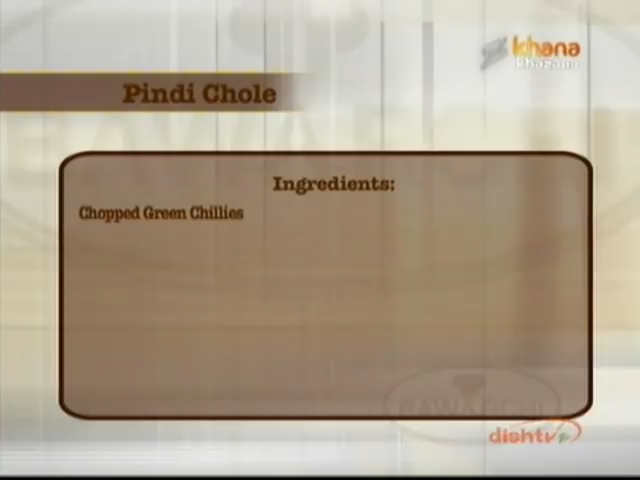 khana
khazana
Pindi Chole
Ingredients:
Chopped Green Chillies
dishtv